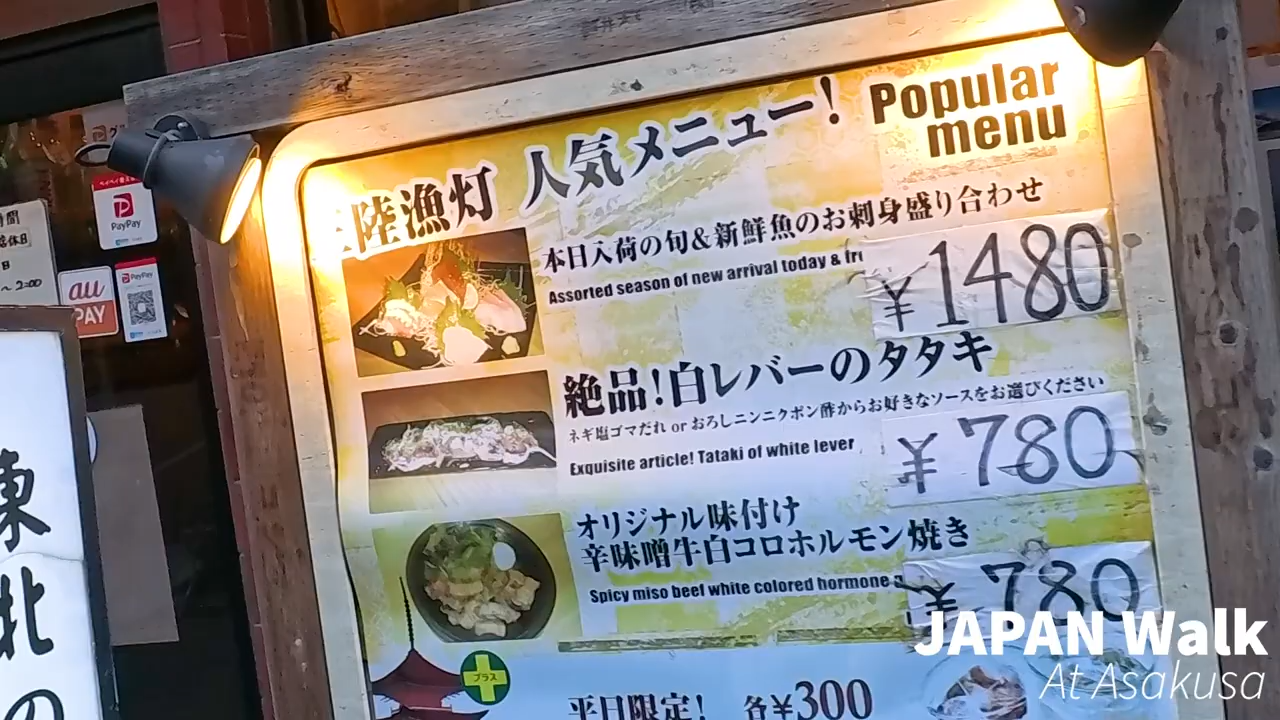 Popular
menu
陸漁灯 人気メニュー!
本日入荷の旬&新鮮魚のお刺身盛り合わせ
Assorted season of new arrival today &
¥1480
絶品!白レバーのタタキ
ネギ塩ゴマだれ or おろしニンニクポン酢からお好きなソースをお選びください
Exquisite article! Tataki of white lever
¥780
オリジナル味付け
辛味噌牛白コロホルモン焼き
Spicy miso beef white colored hormone
¥780
プラス
平日限定! 各¥300
PayPay
au
PAY
PayPay
〜2:00
東北の
JAPAN Walk
At Asakusa